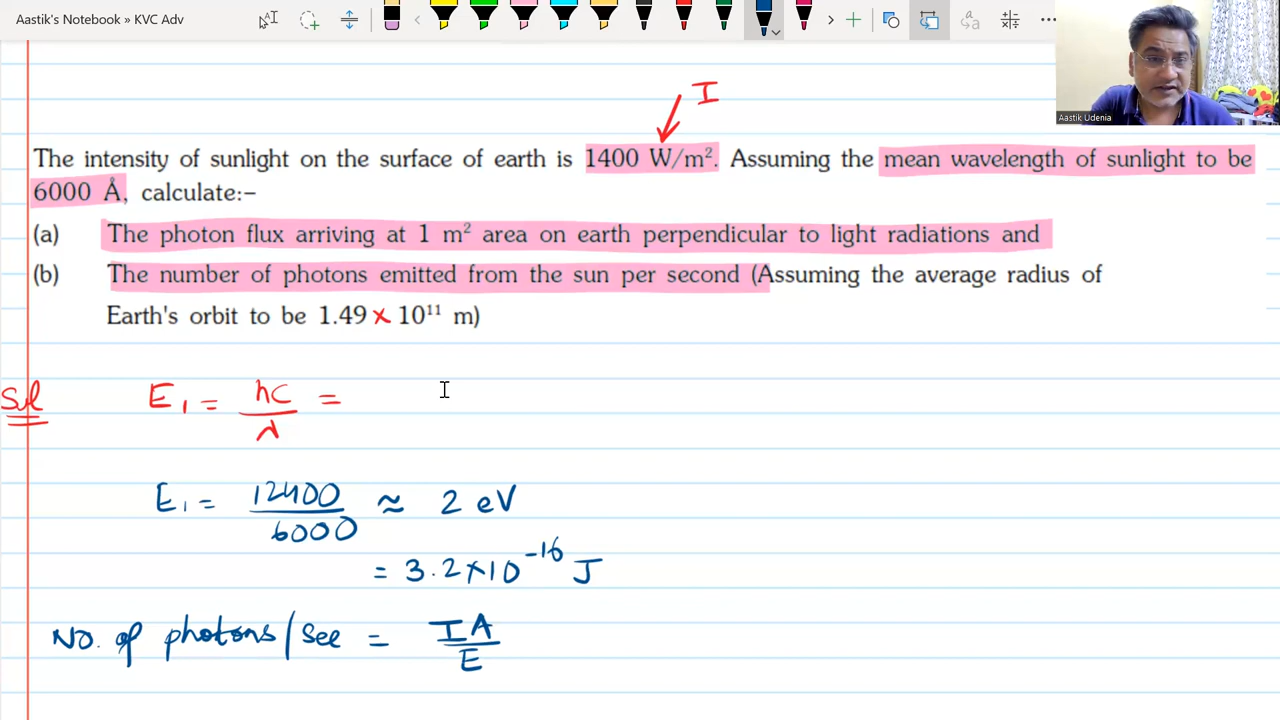 Aastik's Notebook » KVC Adv
I
The intensity of sunlight on the surface of earth is 1400 W/m². Assuming the mean wavelength of sunlight to be
6000 Å, calculate:–
(a) The photon flux arriving at 1 m² area on earth perpendicular to light radiations and
(b) The number of photons emitted from the sun per second (Assuming the average radius of
Earth's orbit to be 1.49 × 10¹¹ m)
Sol E₁ = hc/λ =
E₁ = 12400/6000 ≈ 2 eV
= 3.2×10⁻¹⁶ J
No. of photons/sec = IA/E
Aastik Udenia